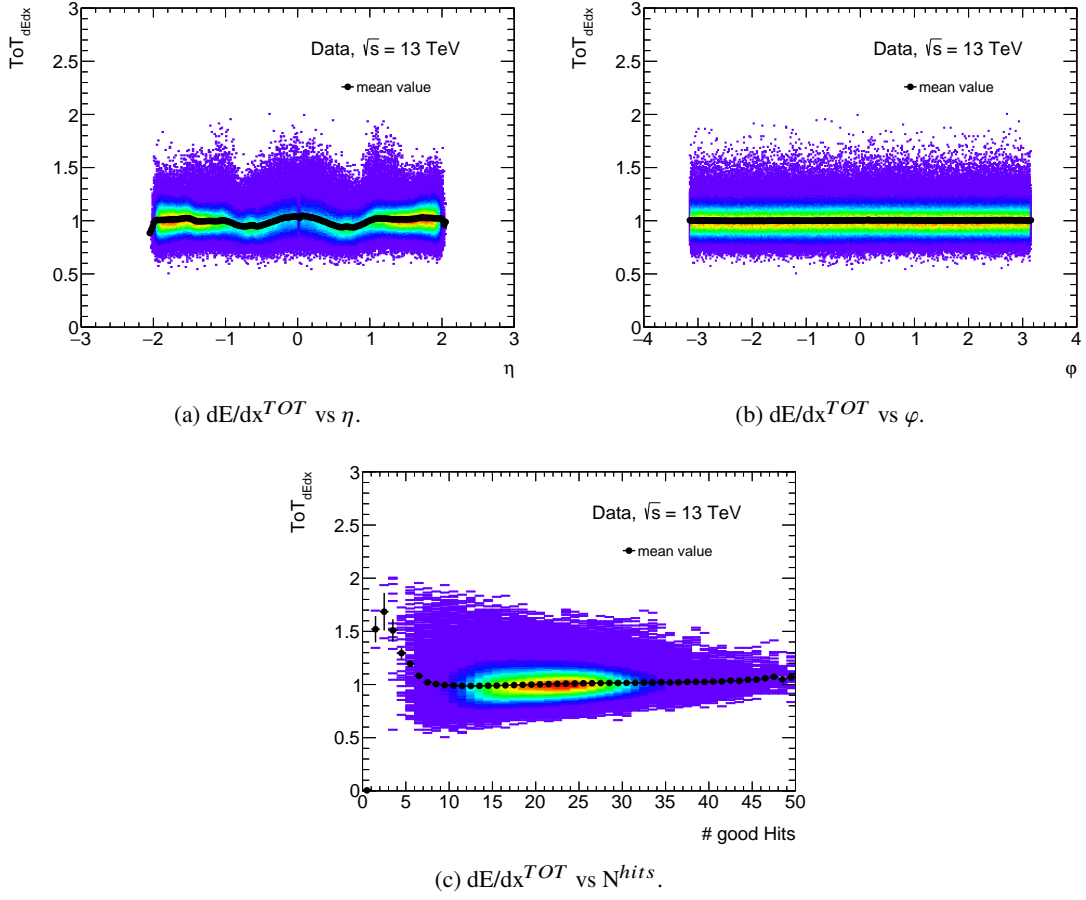 ToT_dEdx
3
2.5
2
1.5
1
0.5
0
Data, √s = 13 TeV
mean value
−3 −2 −1 0 1 2 3
η
(a) dE/dx^TOT vs η.
ToT_dEdx
3
2.5
2
1.5
1
0.5
0
Data, √s = 13 TeV
mean value
−4 −3 −2 −1 0 1 2 3 4
φ
(b) dE/dx^TOT vs φ.
ToT_dEdx
3
2.5
2
1.5
1
0.5
0
Data, √s = 13 TeV
mean value
0 5 10 15 20 25 30 35 40 45 50
# good Hits
(c) dE/dx^TOT vs N^hits.